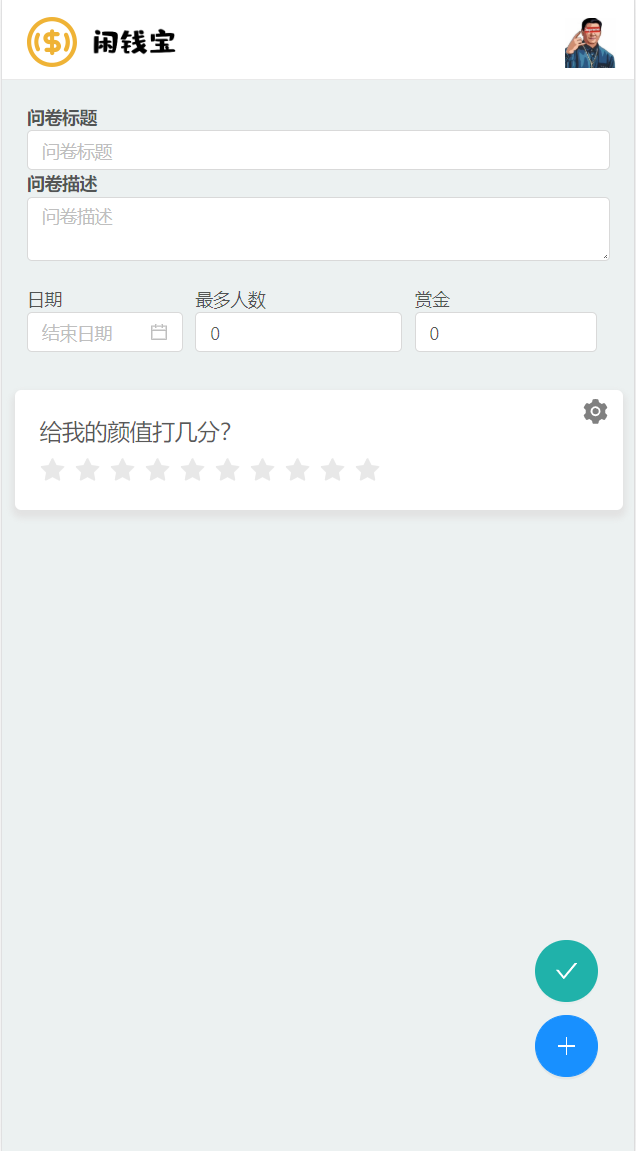 闲钱宝
问卷标题
问卷标题
问卷描述
问卷描述
日期 最多人数 赏金
结束日期 0 0
给我的颜值打几分?